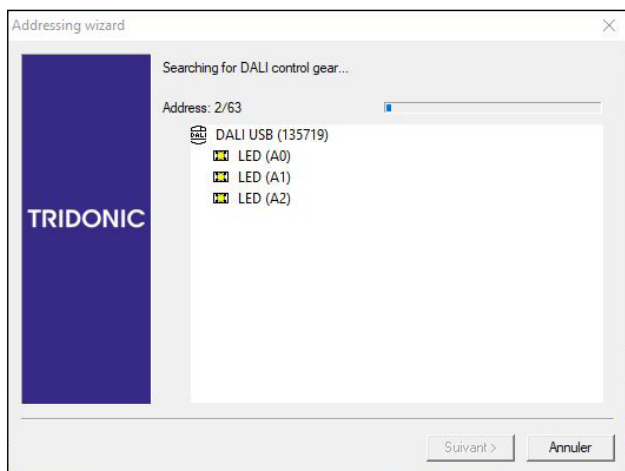 Addressing wizard
Searching for DALI control gear...
Address: 2/63
DALI DALI USB (135719)
LED (A0)
LED (A1)
LED (A2)
TRIDONIC
Suivant >
Annuler